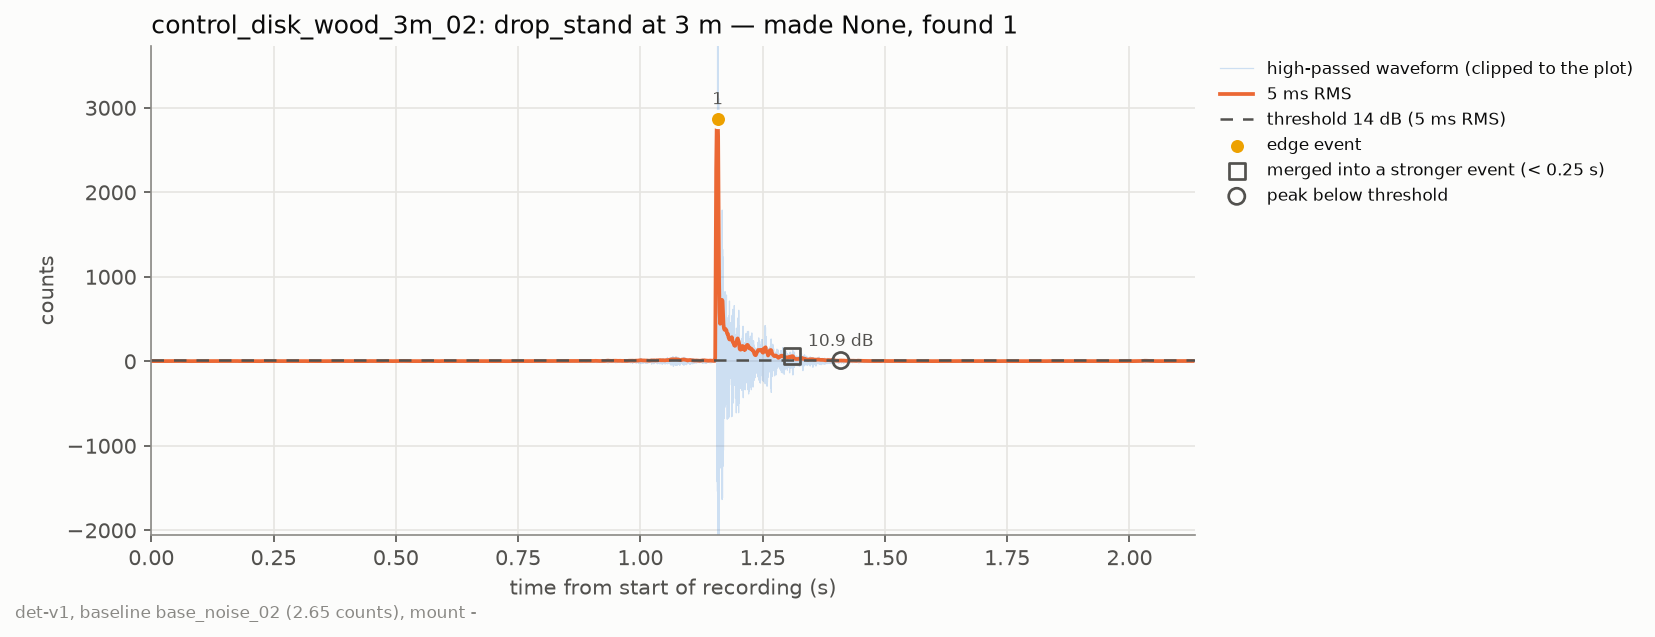 control_disk_wood_3m_02: drop_stand at 3 m — made None, found 1
high-passed waveform (clipped to the plot)
5 ms RMS
threshold 14 dB (5 ms RMS)
edge event
merged into a stronger event (< 0.25 s)
peak below threshold
1
10.9 dB
counts
3000
2000
1000
0
−1000
−2000
0.00 0.25 0.50 0.75 1.00 1.25 1.50 1.75 2.00
time from start of recording (s)
det-v1, baseline base_noise_02 (2.65 counts), mount -